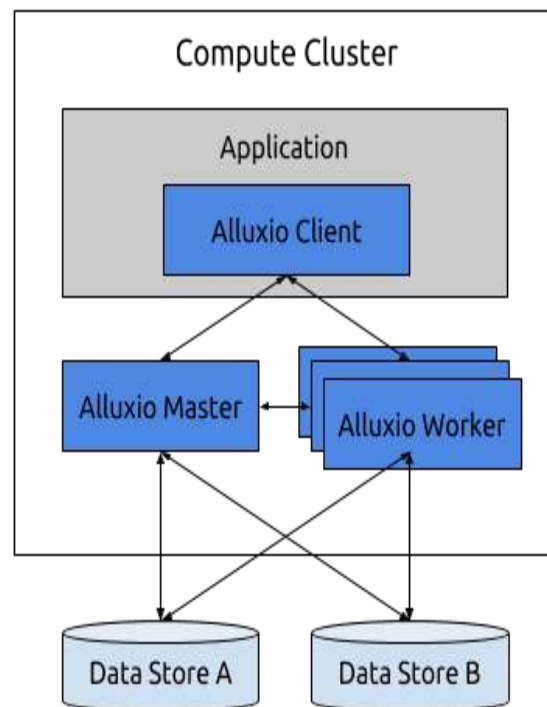 Compute Cluster
Application
Alluxio Client
Alluxio Master
Alluxio Worker
Data Store A
Data Store B